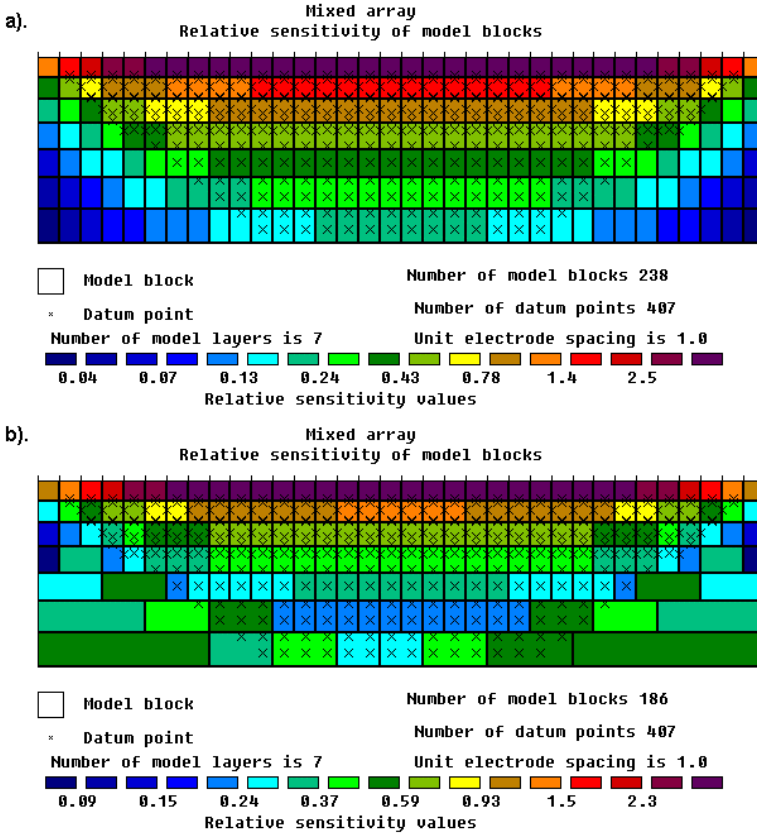 a).
Mixed array
Relative sensitivity of model blocks
Model block
Number of model blocks 238
Datum point
Number of datum points 407
Number of model layers is 7
Unit electrode spacing is 1.0
0.04 0.07 0.13 0.24 0.43 0.78 1.4 2.5
Relative sensitivity values
b).
Mixed array
Relative sensitivity of model blocks
Model block
Number of model blocks 186
Datum point
Number of datum points 407
Number of model layers is 7
Unit electrode spacing is 1.0
0.09 0.15 0.24 0.37 0.59 0.93 1.5 2.3
Relative sensitivity values